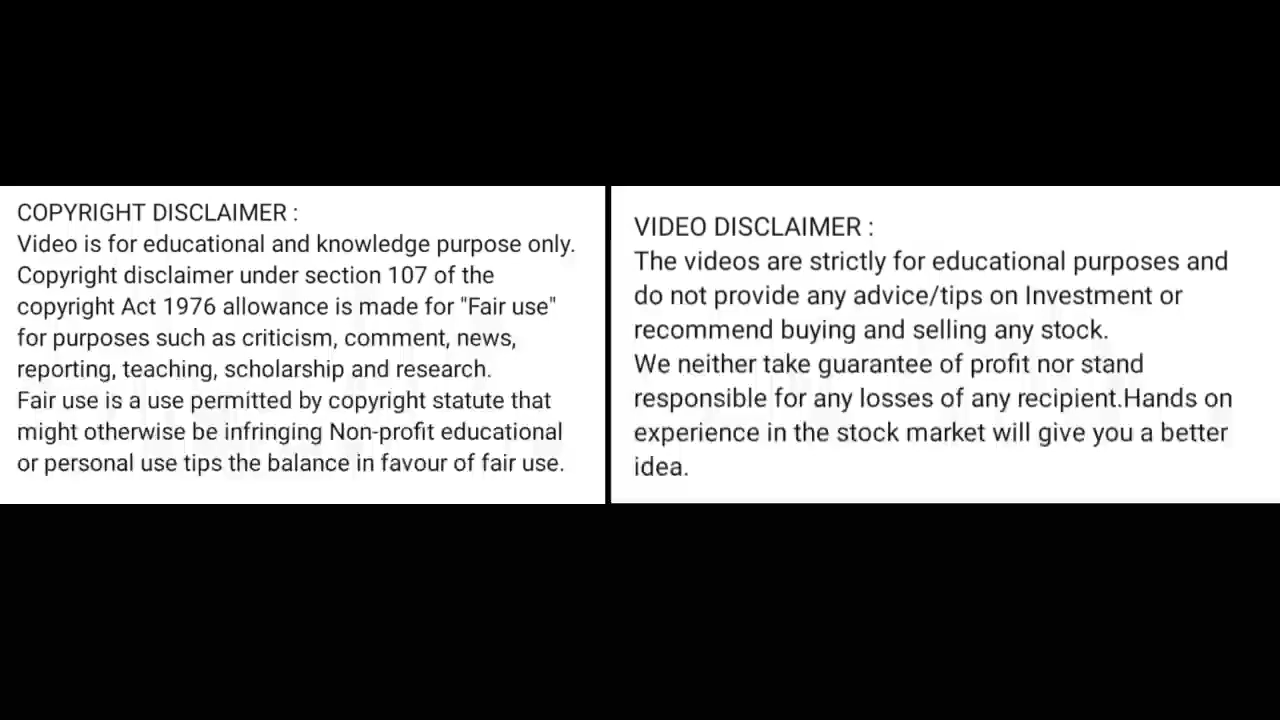 COPYRIGHT DISCLAIMER :
Video is for educational and knowledge purpose only.
Copyright disclaimer under section 107 of the
copyright Act 1976 allowance is made for "Fair use"
for purposes such as criticism, comment, news,
reporting, teaching, scholarship and research.
Fair use is a use permitted by copyright statute that
might otherwise be infringing Non-profit educational
or personal use tips the balance in favour of fair use.
VIDEO DISCLAIMER :
The videos are strictly for educational purposes and
do not provide any advice/tips on Investment or
recommend buying and selling any stock.
We neither take guarantee of profit nor stand
responsible for any losses of any recipient.Hands on
experience in the stock market will give you a better
idea.